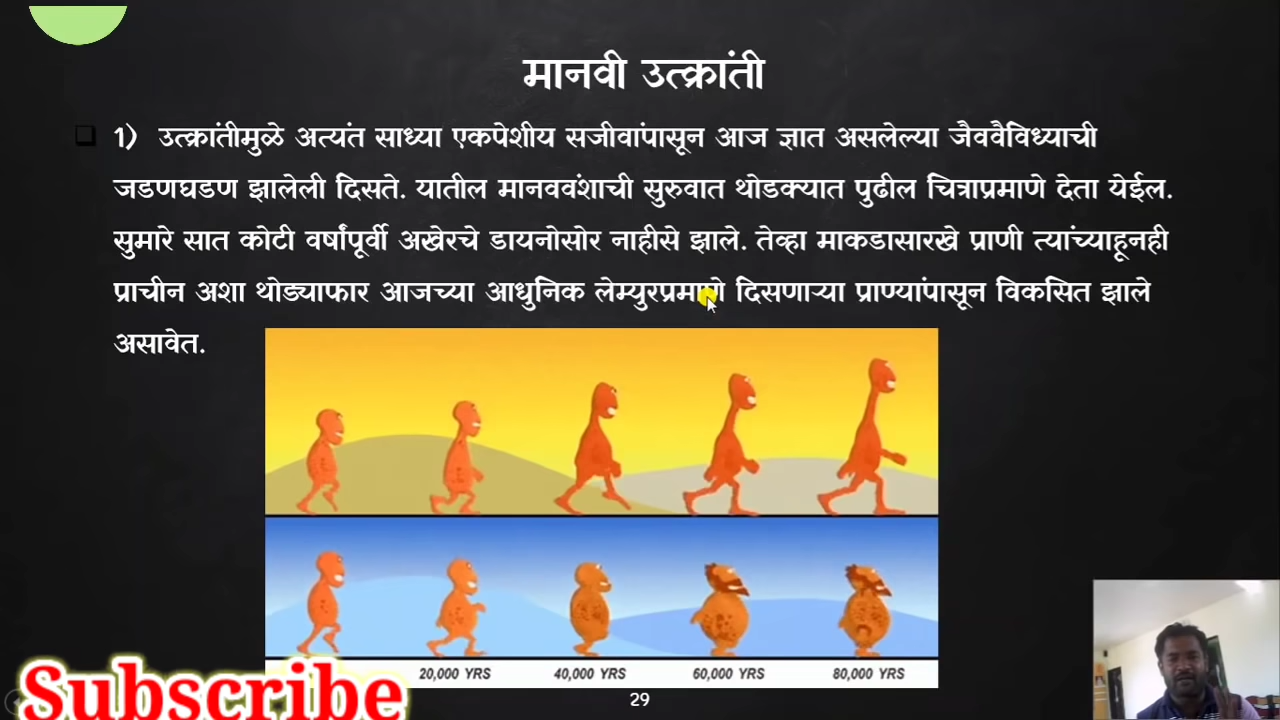 मानवी उत्क्रांती
1) उत्क्रांतीमुळे अत्यंत साध्या एकपेशीय सजीवांपासून आज ज्ञात असलेल्या जैववैविध्याची
जडणघडण झालेली दिसते. यातील मानववंशाची सुरुवात थोडक्यात पुढील चित्राप्रमाणे देता येईल.
सुमारे सात कोटी वर्षांपूर्वी अखेरचे डायनोसोर नाहीसे झाले. तेव्हा माकडासारखे प्राणी त्यांच्याहूनही
प्राचीन अशा थोड्याफार आजच्या आधुनिक लेम्युरप्रमाणे दिसणाऱ्या प्राण्यांपासून विकसित झाले
असावेत.
20,000 YRS 40,000 YRS 60,000 YRS 80,000 YRS
Subscribe
29